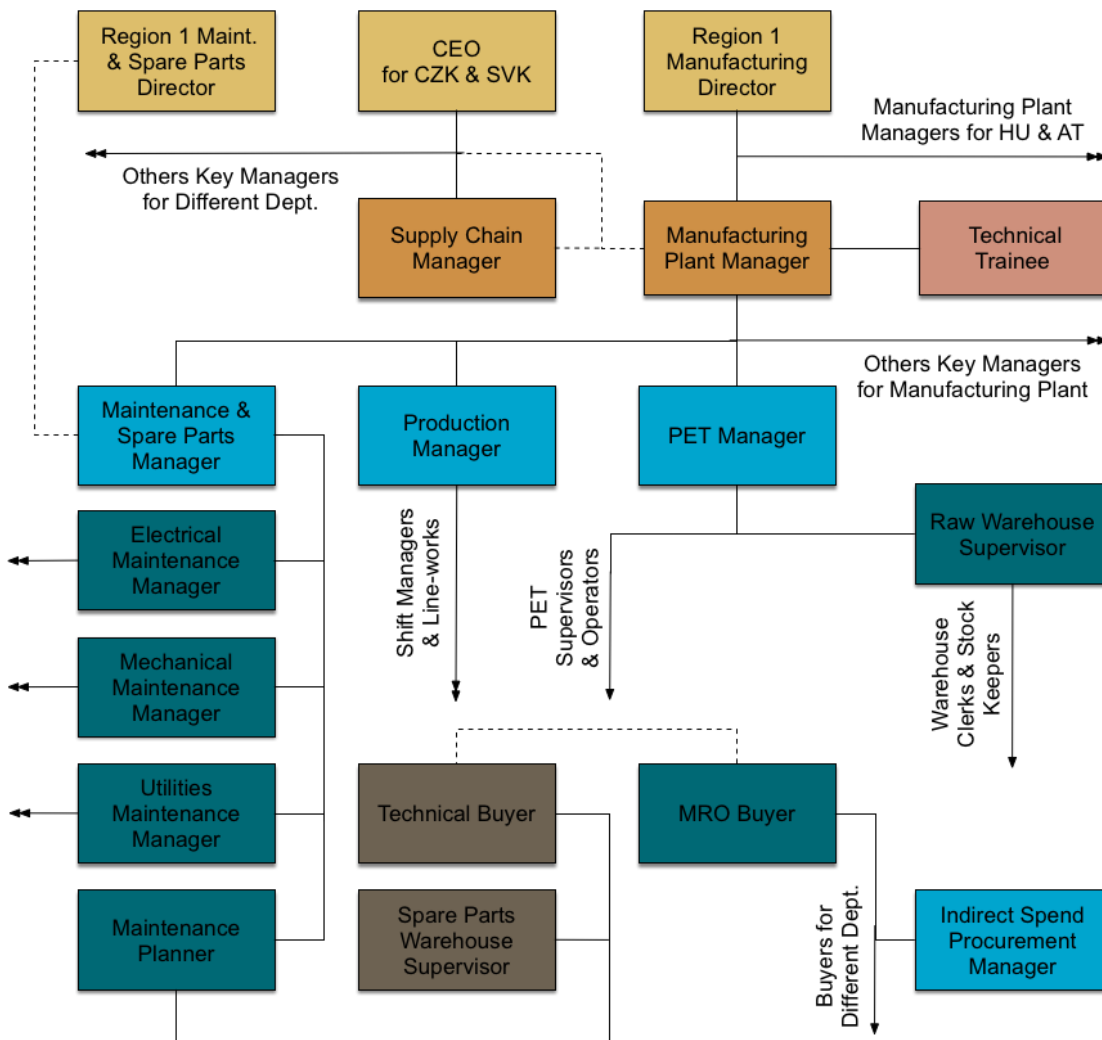 Region 1 Maint.
& Spare Parts
Director
CEO
for CZK & SVK
Region 1
Manufacturing
Director
Manufacturing Plant
Managers for HU & AT
Others Key Managers
for Different Dept.
Supply Chain
Manager
Manufacturing
Plant Manager
Technical
Trainee
Others Key Managers
for Manufacturing Plant
Maintenance &
Spare Parts
Manager
Production
Manager
PET Manager
Raw Warehouse
Supervisor
Electrical
Maintenance
Manager
Shift Managers
& Line-works
PET
Supervisors
& Operators
Warehouse
Clerks & Stock
Keepers
Mechanical
Maintenance
Manager
Utilities
Maintenance
Manager
Technical Buyer
MRO Buyer
Maintenance
Planner
Spare Parts
Warehouse
Supervisor
Buyers for
Different Dept.
Indirect Spend
Procurement
Manager